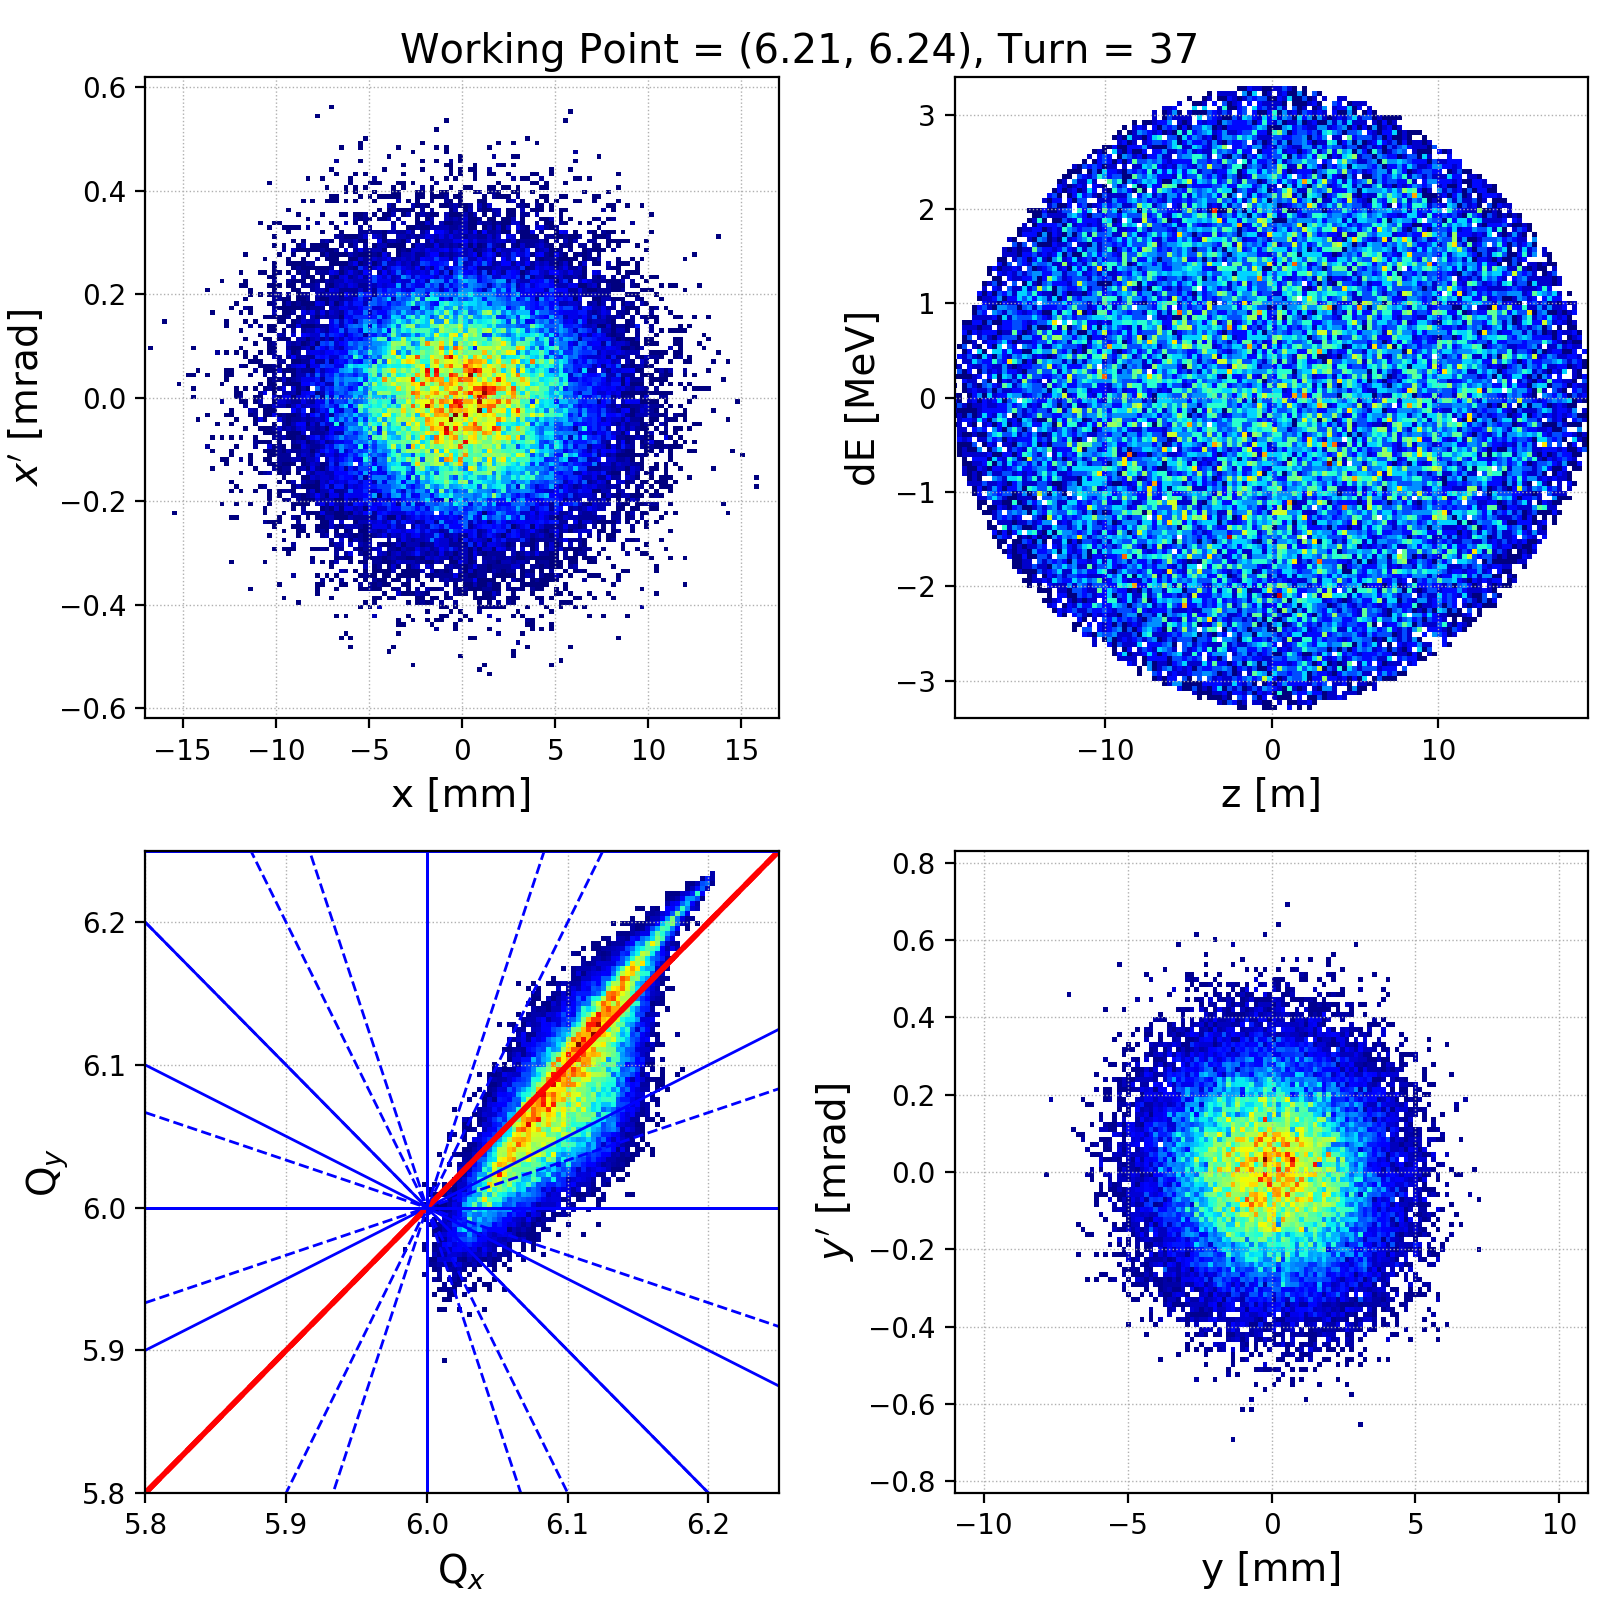 Working Point = (6.21, 6.24), Turn = 37
0.6
0.4
0.2
0.0
−0.2
−0.4
−0.6
x′ [mrad]
−15 −10 −5 0 5 10 15
x [mm]
3
2
1
0
−1
−2
−3
dE [MeV]
−10 0 10
z [m]
6.2
6.1
6.0
5.9
5.8
Qy
5.8 5.9 6.0 6.1 6.2
Qx
0.8
0.6
0.4
0.2
0.0
−0.2
−0.4
−0.6
−0.8
y′ [mrad]
−10 −5 0 5 10
y [mm]